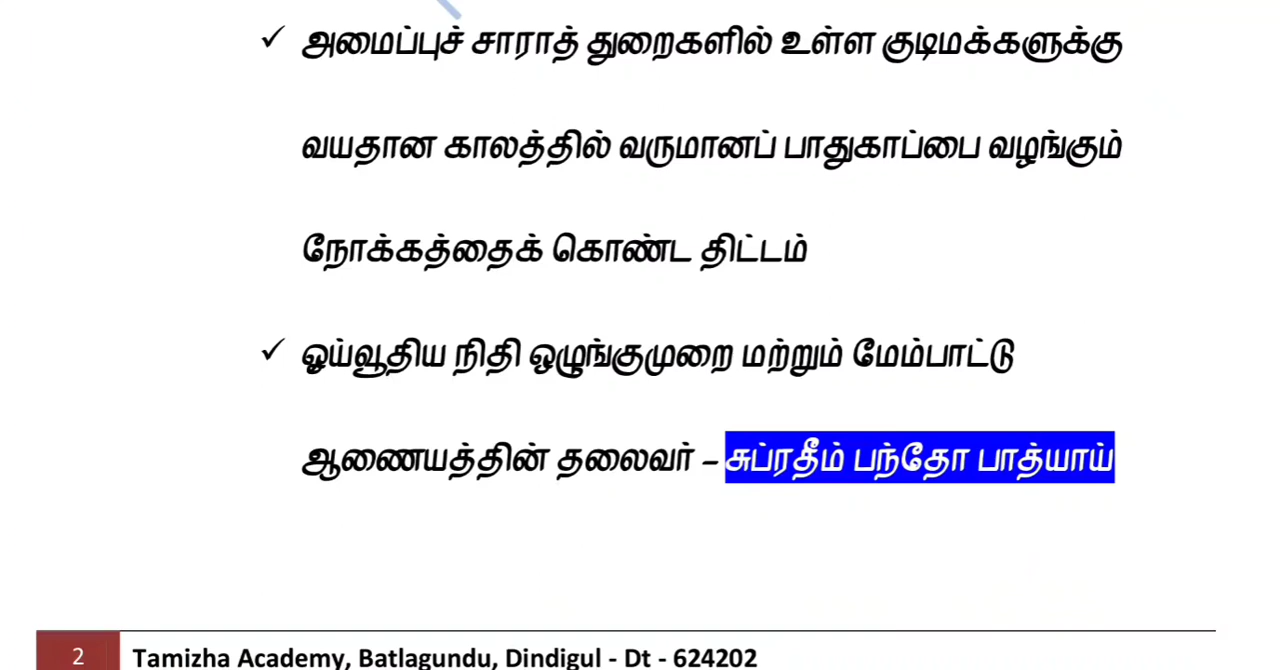 ✓ அமைப்புச் சாராத் துறைகளில் உள்ள குடிமக்களுக்கு
வயதான காலத்தில் வருமானப் பாதுகாப்பை வழங்கும்
நோக்கத்தைக் கொண்ட திட்டம்
✓ ஓய்வூதிய நிதி ஒழுங்குமுறை மற்றும் மேம்பாட்டு
ஆணையத்தின் தலைவர் – சுப்ரதீம் பந்தோ பாத்யாய்
2 Tamizha Academy, Batlagundu, Dindigul - Dt - 624202